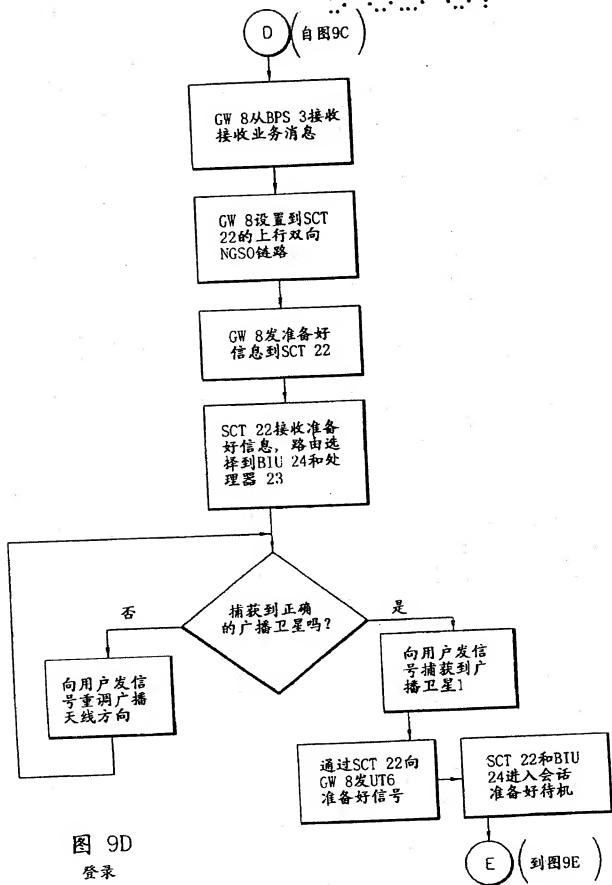 D
(自图9C)
GW 8从BPS 3接收
接收业务消息
GW 8设置到SCT
22的上行双向
NGSO链路
GW 8发准备好
信息到SCT 22
SCT 22接收准备
好信息,路由选
择到BIU 24和处
理器 23
捕获到正确
的广播卫星吗?
否
是
向用户发信
号重调广播
天线方向
向用户发信
号捕获到广
播卫星1
通过SCT 22向
GW 8发UT6
准备好信号
SCT 22和BIU
24进入会话
准备好待机
E
(到图9E)
图 9D
登录